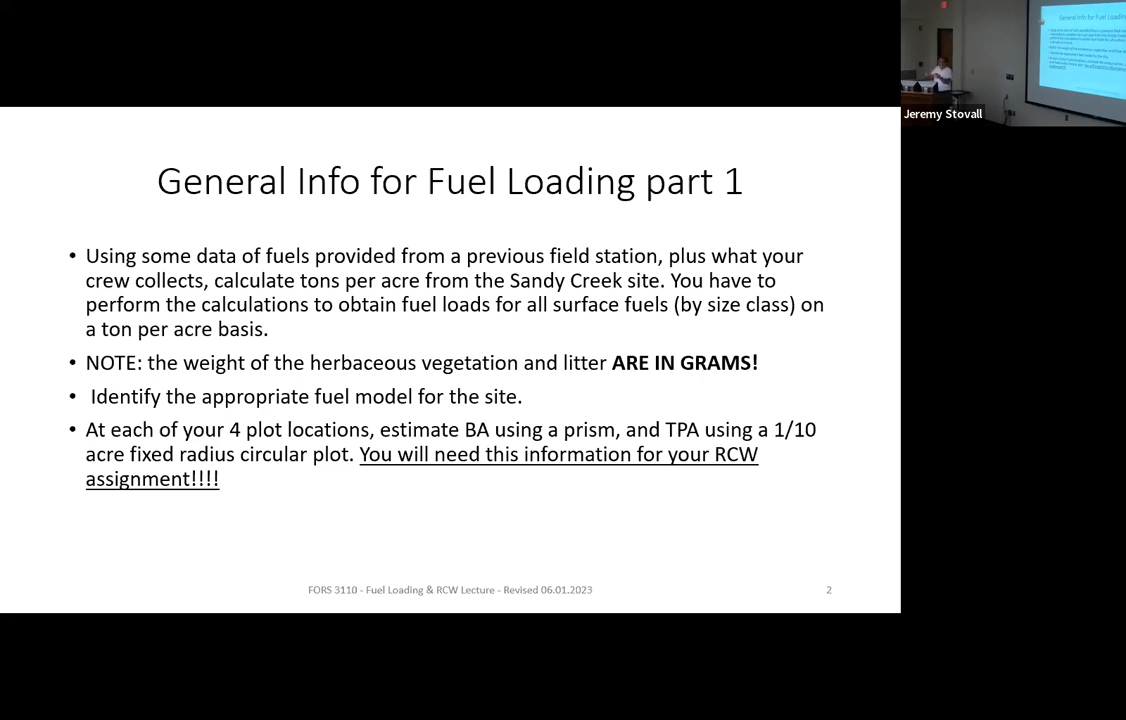 General Info for Fuel Loading part 1
• Using some data of fuels provided from a previous field station, plus what your
crew collects, calculate tons per acre from the Sandy Creek site. You have to
perform the calculations to obtain fuel loads for all surface fuels (by size class) on
a ton per acre basis.
• NOTE: the weight of the herbaceous vegetation and litter ARE IN GRAMS!
• Identify the appropriate fuel model for the site.
• At each of your 4 plot locations, estimate BA using a prism, and TPA using a 1/10
acre fixed radius circular plot. You will need this information for your RCW
assignment!!!!
FORS 3110 - Fuel Loading & RCW Lecture - Revised 06.01.2023
2
General Info for Fuel Loadin
Jeremy Stovall